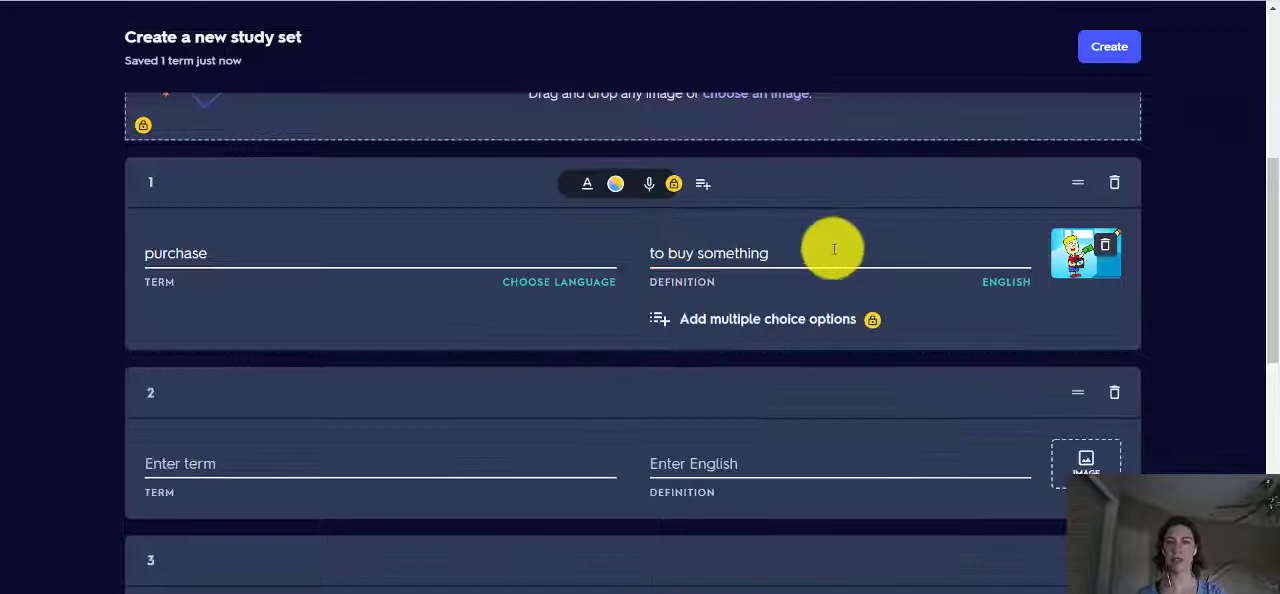 Create a new study set
Saved 1 term just now
Create
Drag and drop any image or choose an image.
1
A
purchase
to buy something
TERM
CHOOSE LANGUAGE
DEFINITION
ENGLISH
Add multiple choice options
2
Enter term
Enter English
IMAGE
TERM
DEFINITION
3